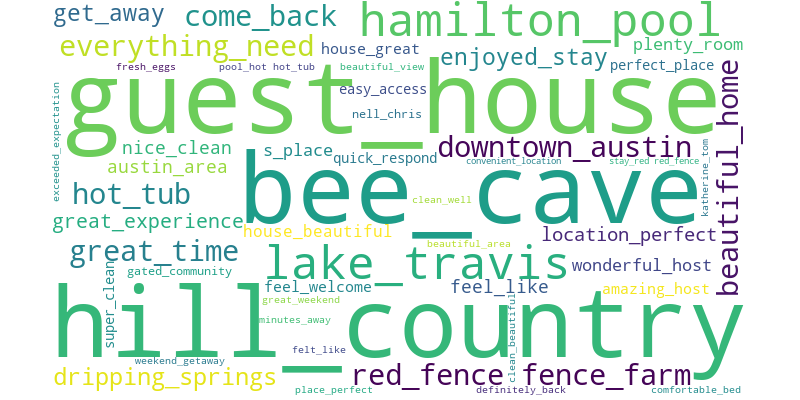 get_away
come_back
hamilton_pool
everything_need
house_great
plenty_room
enjoyed_stay
fresh_eggs
pool_hot hot_tub
beautiful_view
perfect_place
guest_house
easy_access
exceeded_expectation
nell_chris
beautiful_home
nice_clean
s_place
downtown_austin
austin_area
quick_respond
convenient_location
stay_red red_fence
katherine_tom
hot_tub
bee_cave
clean_well
great_experience
house_beautiful
location_perfect
great_time
beautiful_area
lake_travis
gated_community
wonderful_host
super_clean
feel_welcome
feel_like
amazing_host
hill_country
great_weekend
clean_beautiful
minutes_away
felt_like
weekend_getaway
dripping_springs
red_fence
fence_farm
place_perfect
definitely_back
comfortable_bed